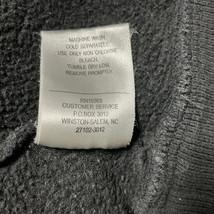 MACHINE WASH
COLD SEPARATELY.
USE ONLY NON CHLORINE
BLEACH.
TUMBLE DRY LOW.
REMOVE PROMPTLY.
CUSTOMER SERVICE
P.O.BOX 3012
WINSTON-SALEM, NC
27102-3012